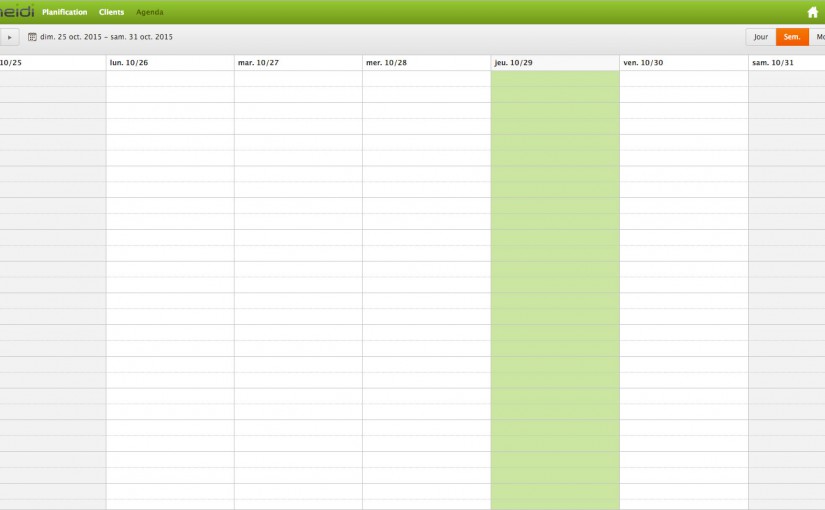 neidi Planification Clients Agenda
dim. 25 oct. 2015 – sam. 31 oct. 2015
Jour Sem. Mo
10/25 lun. 10/26 mar. 10/27 mer. 10/28 jeu. 10/29 ven. 10/30 sam. 10/31